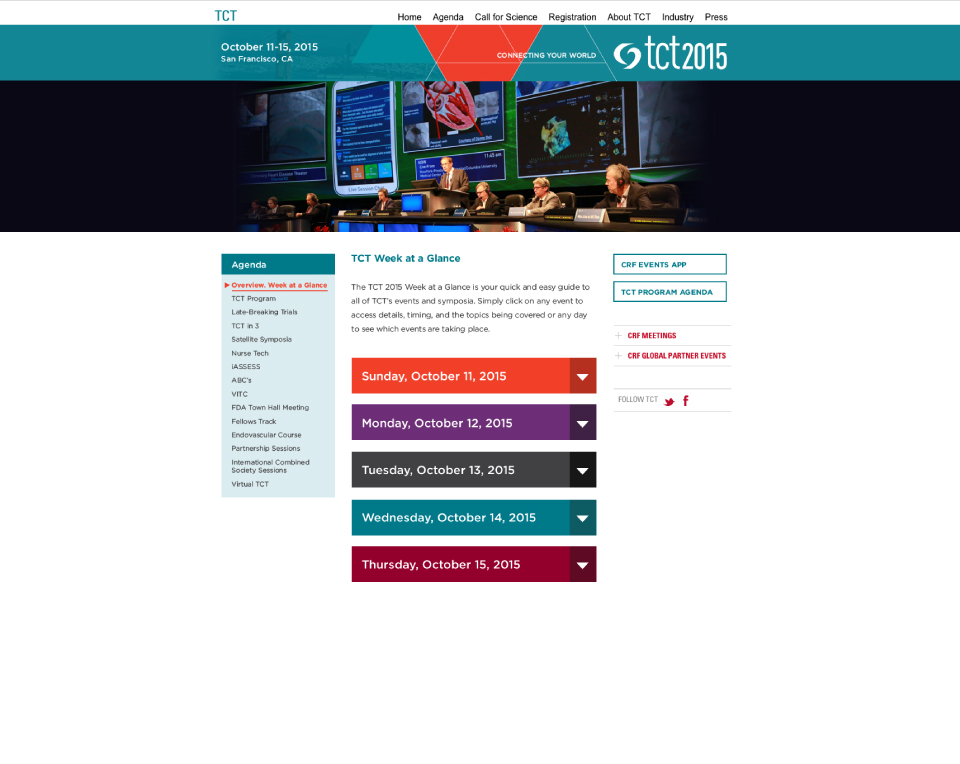 TCT
Home Agenda Call for Science Registration About TCT Industry Press
October 11-15, 2015
San Francisco, CA
CONNECTING YOUR WORLD
tct2015
11:45 am
Live Session Chat
Agenda
Overview. Week at a Glance
TCT Program
Late-Breaking Trials
TCT in 3
Satellite Symposia
Nurse Tech
iASSESS
ABC's
VITC
FDA Town Hall Meeting
Fellows Track
Endovascular Course
Partnership Sessions
International Combined
Society Sessions
Virtual TCT
TCT Week at a Glance
The TCT 2015 Week at a Glance is your quick and easy guide to
all of TCT's events and symposia. Simply click on any event to
access details, timing, and the topics being covered or any day
to see which events are taking place.
Sunday, October 11, 2015
Monday, October 12, 2015
Tuesday, October 13, 2015
Wednesday, October 14, 2015
Thursday, October 15, 2015
CRF EVENTS APP
TCT PROGRAM AGENDA
CRF MEETINGS
CRF GLOBAL PARTNER EVENTS
FOLLOW TCT